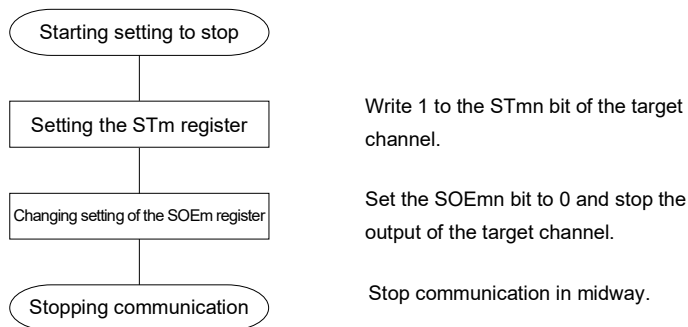 Starting setting to stop
Setting the STm register
Write 1 to the STmn bit of the target
channel.
Changing setting of the SOEm register
Set the SOEmn bit to 0 and stop the
output of the target channel.
Stopping communication
Stop communication in midway.